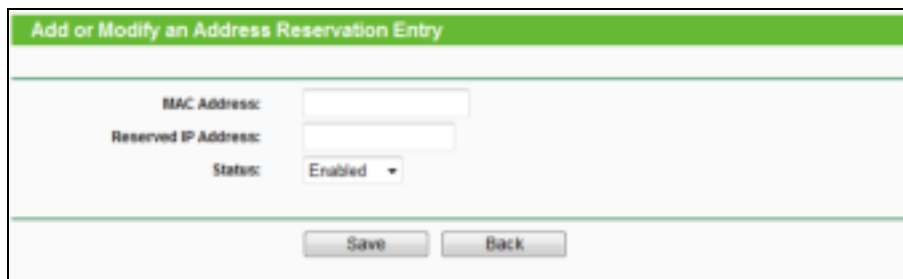 Add or Modify an Address Reservation Entry
MAC Address:
Reserved IP Address:
Status: Enabled
Save Back